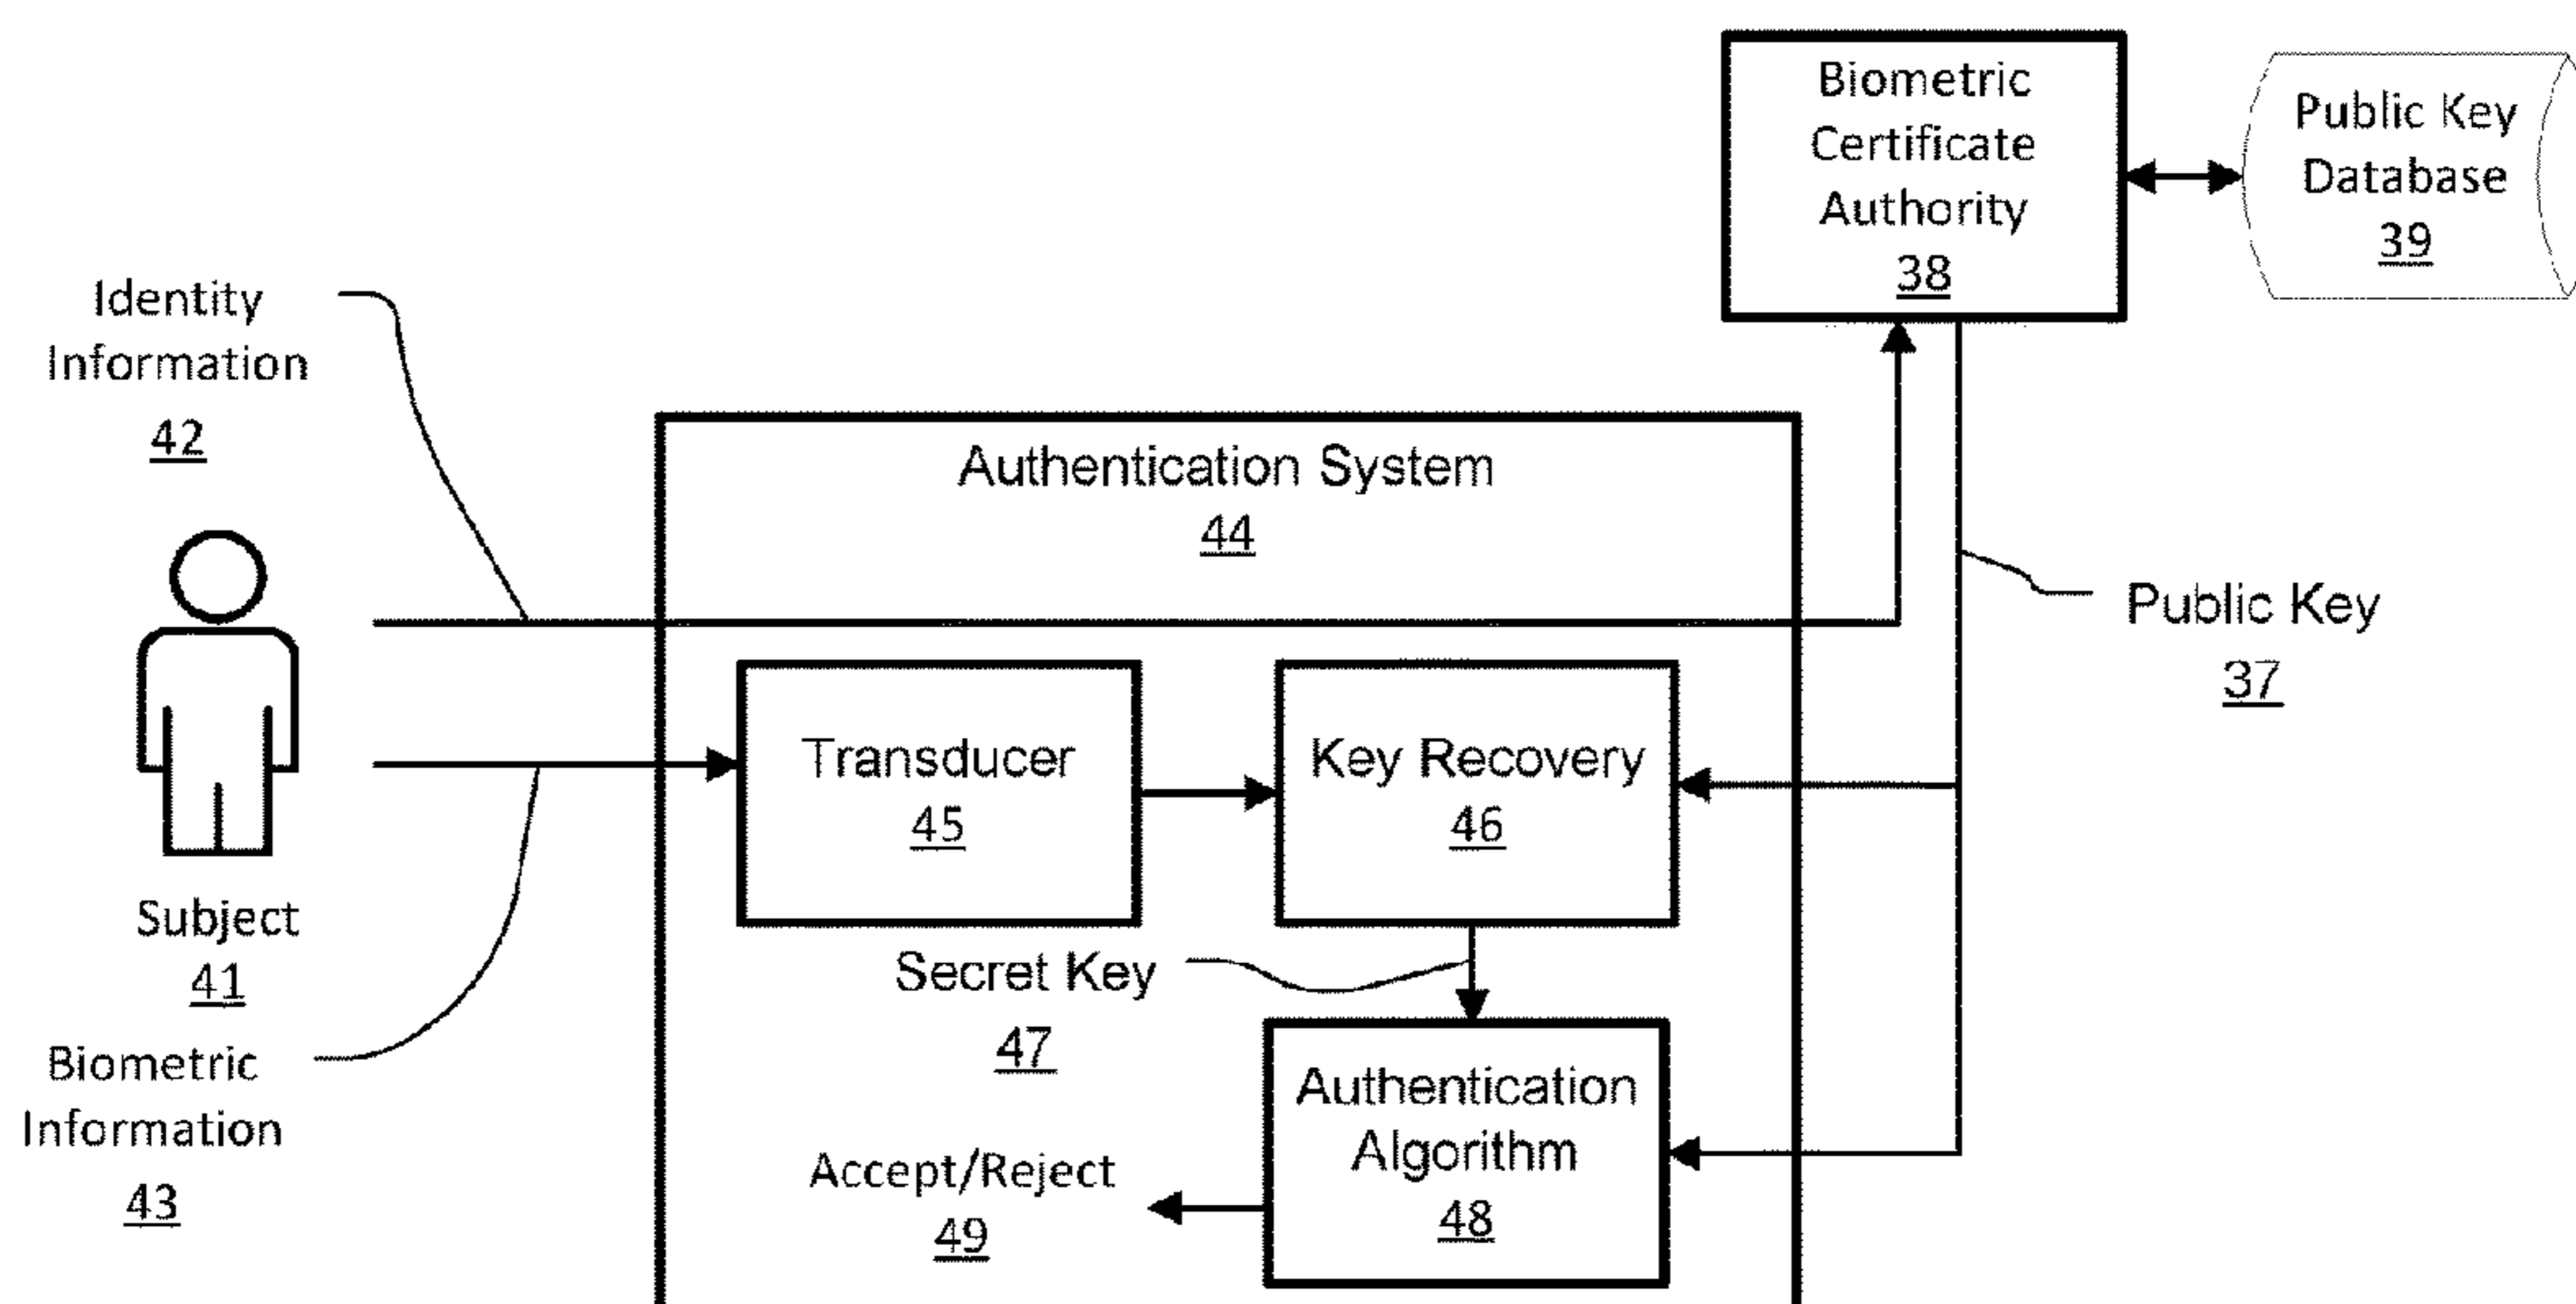 Biometric
Certificate
Authority
38
Public Key
Database
39
Identity
Information
42
Authentication System
44
Public Key
37
Transducer
45
Key Recovery
46
Subject
41
Secret Key
47
Biometric
Information
43
Authentication
Algorithm
48
Accept/Reject
49